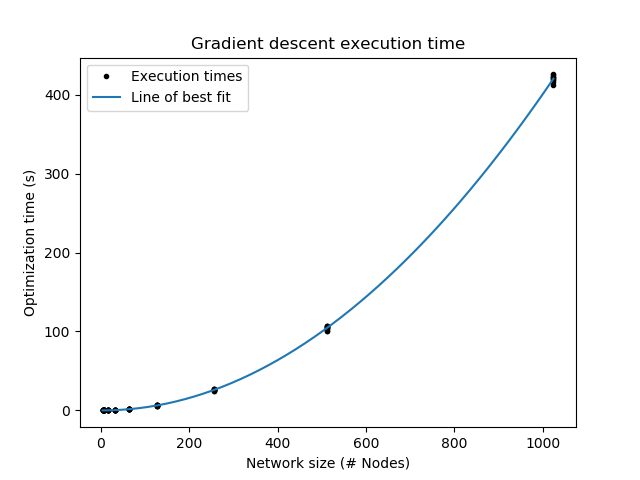 Gradient descent execution time
Execution times
Line of best fit
400
300
200
100
0
Optimization time (s)
0 200 400 600 800 1000
Network size (# Nodes)